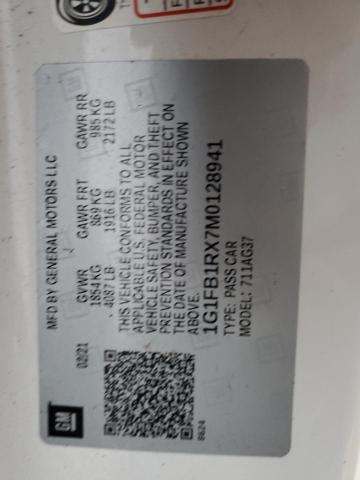 GM
MFD BY GENERAL MOTORS LLC
02/21 GVWR GAWR FRT GAWR RR
1854 KG 869 KG 985 KG
4087 LB 1916 LB 2172 LB
THIS VEHICLE CONFORMS TO ALL
APPLICABLE U.S. FEDERAL MOTOR
VEHICLE SAFETY, BUMPER, AND THEFT
PREVENTION STANDARDS IN EFFECT ON
THE DATE OF MANUFACTURE SHOWN
ABOVE.
1G1FB1RX7M0128941
TYPE: PASS CAR
MODEL: 711AG37
8624